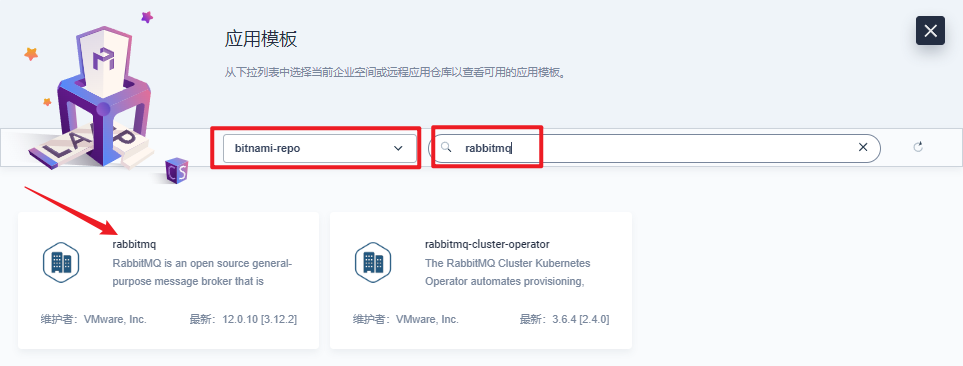 应用模板
从下拉列表中选择当前企业空间或远程应用仓库以查看可用的应用模板。
bitnami-repo
rabbitmq
rabbitmq
RabbitMQ is an open source general-
purpose message broker that is
维护者：VMware, Inc.
最新：12.0.10 [3.12.2]
rabbitmq-cluster-operator
The RabbitMQ Cluster Kubernetes
Operator automates provisioning,
维护者：VMware, Inc.
最新：3.6.4 [2.4.0]